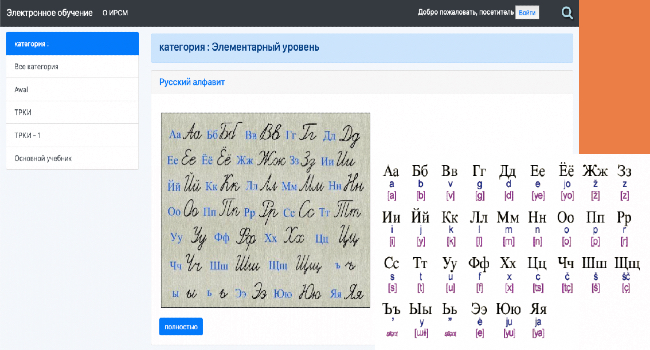 Электронное обучение О ИРСМ Добро пожаловать, посетитель Войти
категория :
Все категория
Awal
ТРКИ
ТРКИ – 1
Основной учебник
категория : Элементарный уровень
Русский алфавит
Аа Аа Бб Бб Вв Вв Гг Гг Дд Дд
Ее Ее Ёё Ёё Жж Жж Зз Зз Ии Ии
Йй Йй Кк Кк Лл Лл Мм Мм Нн Нн
Оо Оо Пп Пп Рр Рр Сс Сс Тт Тт
Уу Уу Фф Фф Хх Хх Цц Цц
Чч Чч Шш Шш Щщ Щщ ъ ъ
ы ы ь ь Ээ Ээ Юю Юю Яя Яя
полностью
Аа Бб Вв Гг Дд Ее Ёё Жж Зз
a b v g d e jo ž z
[a] [b] [v] [g] [d] [ye] [yo] [ž] [z]
Ии Йй Кк Лл Мм Нн Оо Пп Рр
i j k l m n o p r
[i] [y] [k] [l] [m] [n] [o] [p] [r]
Сс Тт Уу Фф Хх Цц Чч Шш Щщ
s t u f x c č š šč
[s] [t] [u] [f] [x] [ts] [tç] [š] [ç]
Ъъ Ыы Ьь Ээ Юю Яя
y è ju ja
[e] [yu] [ya]